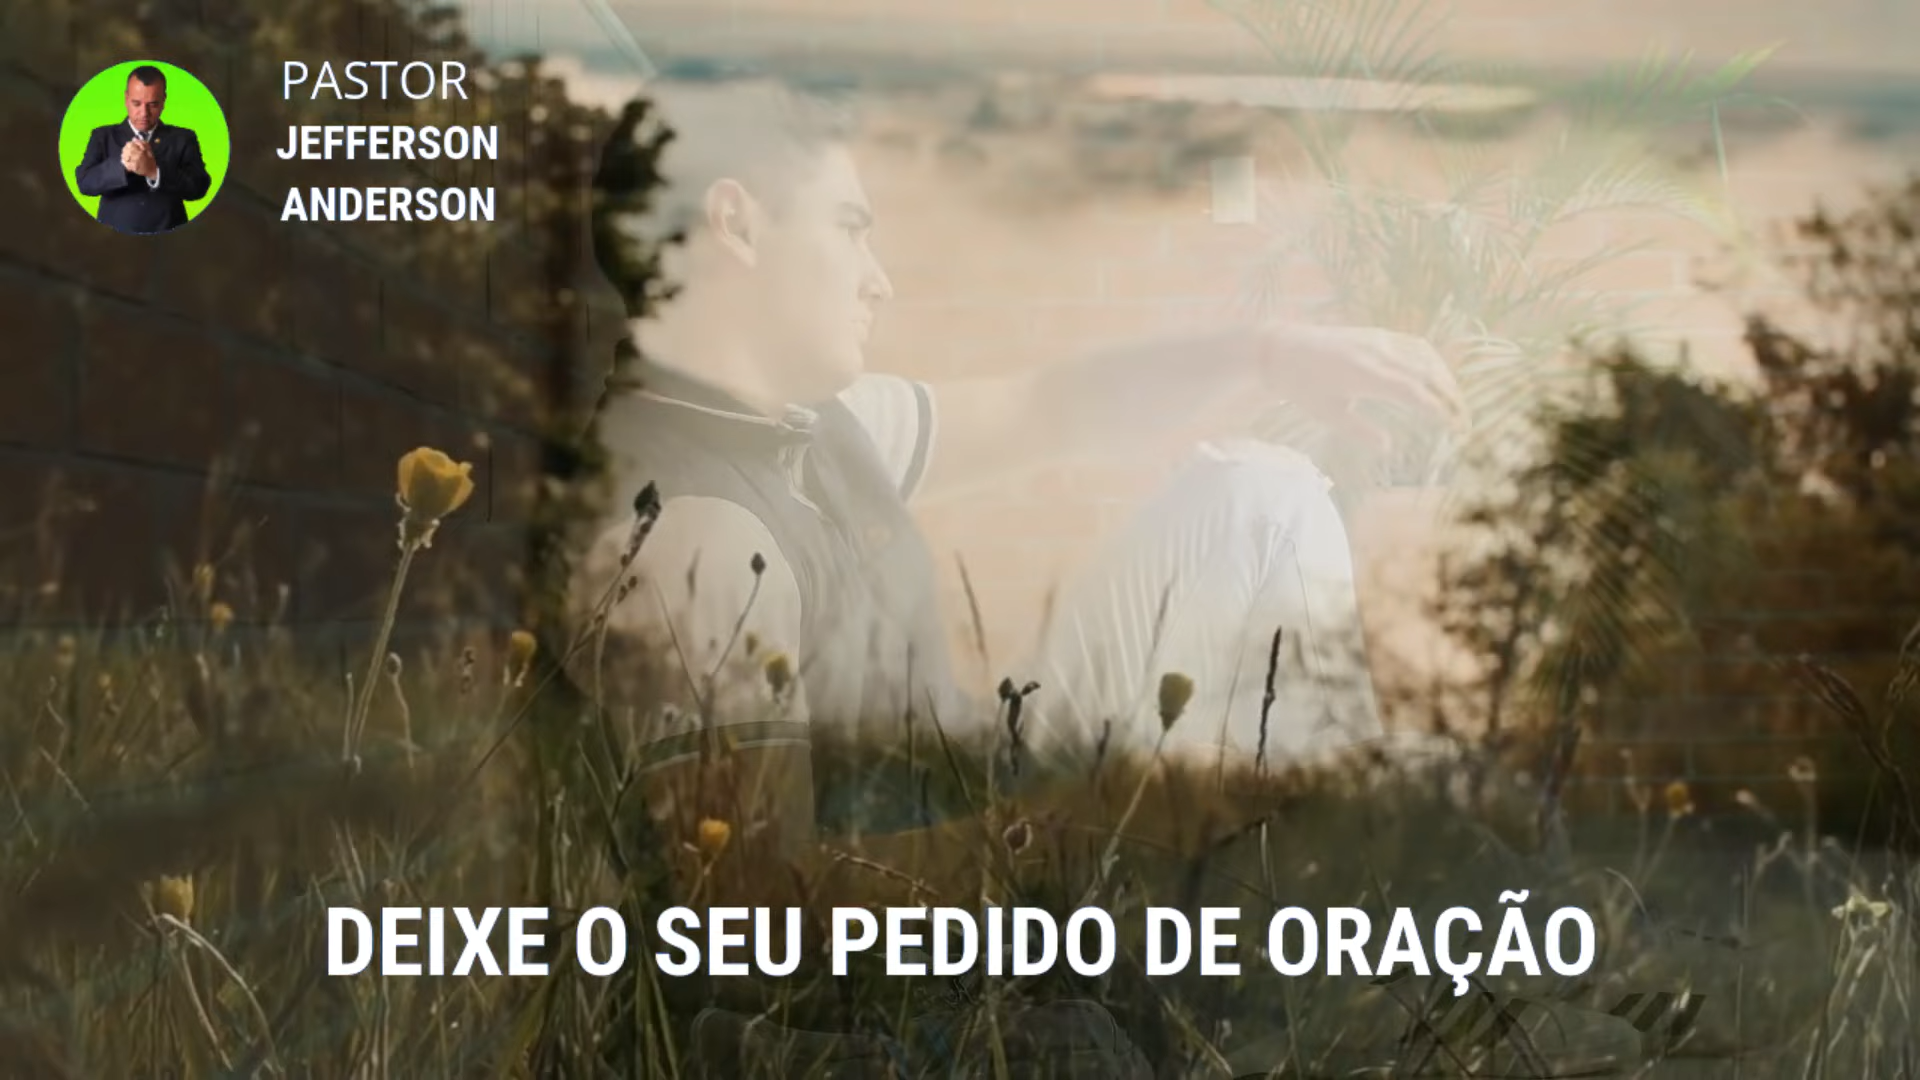 PASTOR
JEFFERSON
ANDERSON
DEIXE O SEU PEDIDO DE ORAÇÃO